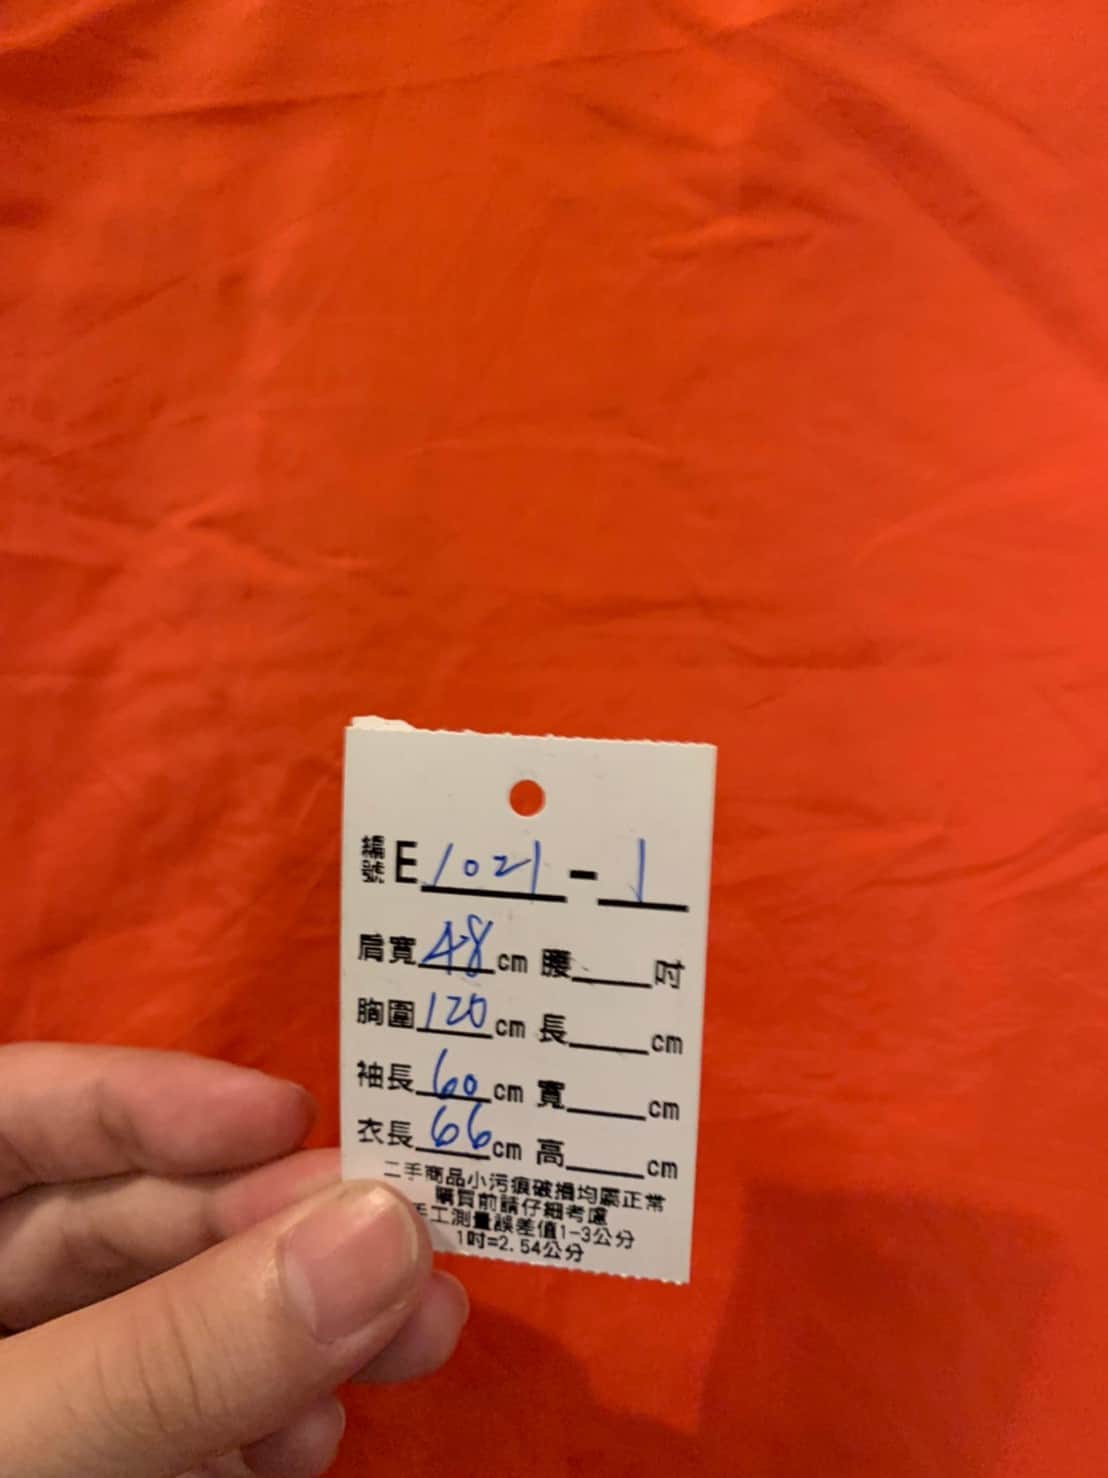 編號 E 1021 - 1
肩寬 48 cm 腰____吋
胸圍 120 cm 長____cm
袖長 60 cm 寬____cm
衣長 66 cm 高____cm
二手商品小污痕破損均屬正常
購買前請仔細考慮
手工測量誤差值1-3公分
1吋=2.54公分